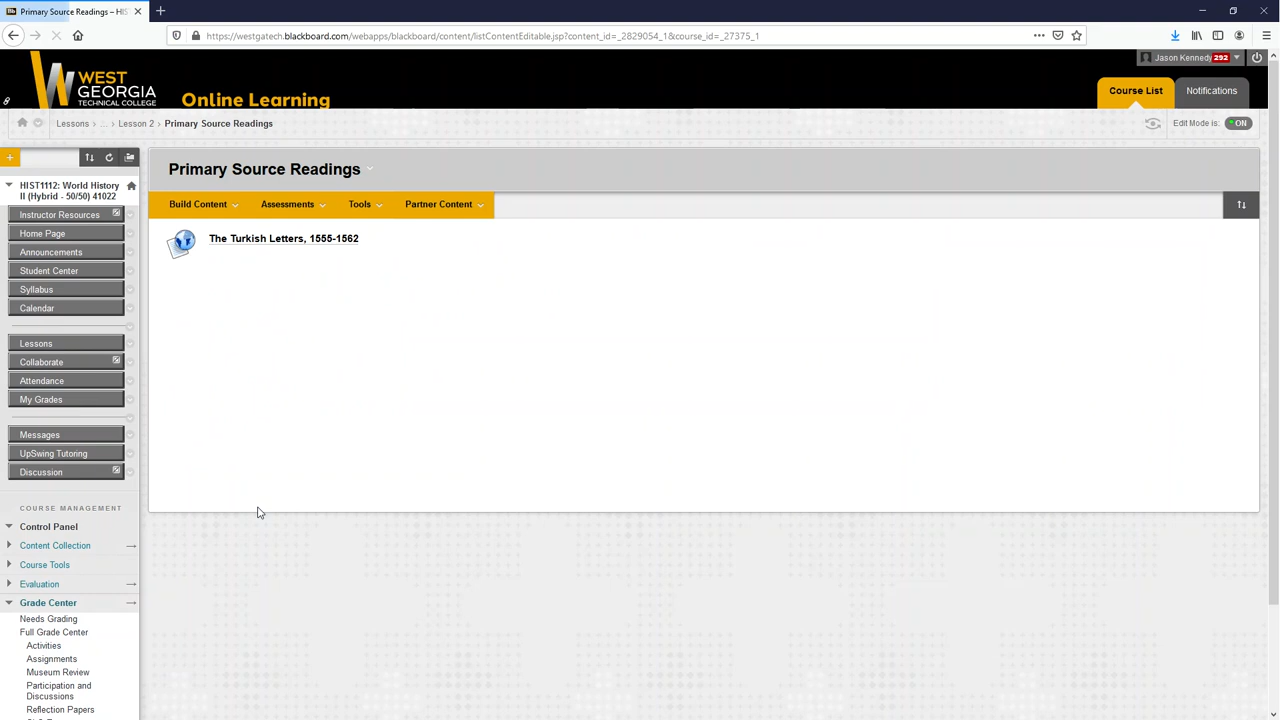 Primary Source Readings – HIS
https://westgatech.blackboard.com/webapps/blackboard/content/listContentEditable.jsp?content_id=_2829054_1&course_id=_27375_1
Jason Kennedy 292
WEST
GEORGIA
TECHNICAL COLLEGE
Online Learning
Course List
Notifications
Lessons ... Lesson 2 Primary Source Readings
Edit Mode is: ON
HIST1112: World History
II (Hybrid - 50/50) 41022
Instructor Resources
Home Page
Announcements
Student Center
Syllabus
Calendar
Lessons
Collaborate
Attendance
My Grades
Messages
UpSwing Tutoring
Discussion
COURSE MANAGEMENT
Control Panel
Content Collection
Course Tools
Evaluation
Grade Center
Needs Grading
Full Grade Center
Activities
Assignments
Museum Review
Participation and
Discussions
Reflection Papers
Primary Source Readings
Build Content
Assessments
Tools
Partner Content
The Turkish Letters, 1555-1562